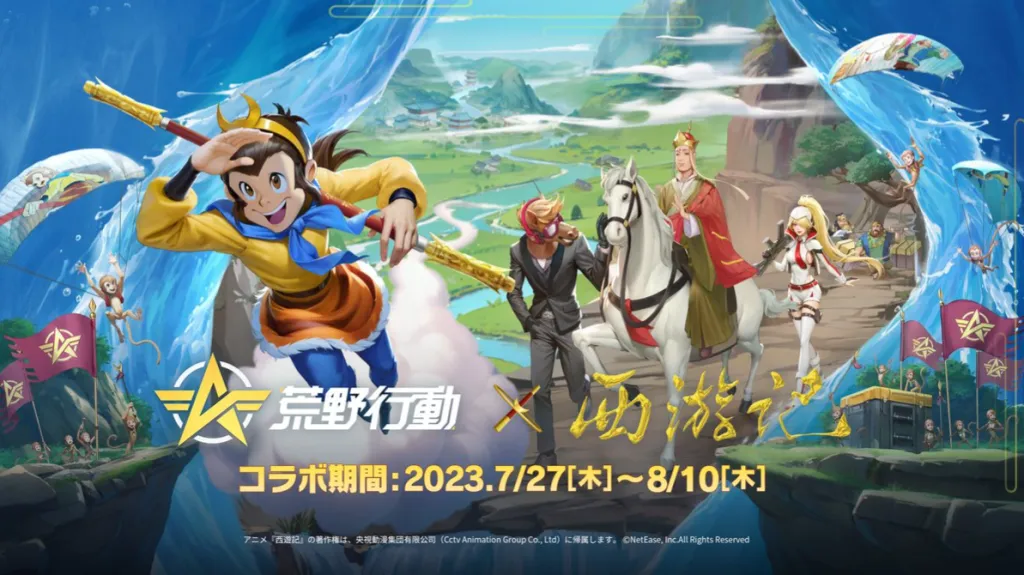 荒野行動 × 西游记
コラボ期間:2023.7/27[木]～8/10[木]
アニメ『西遊記』の著作権は、央視動漫集団有限公司（Cctv Animation Group Co., Ltd）に帰属します。©NetEase, Inc.All Rights Reserved